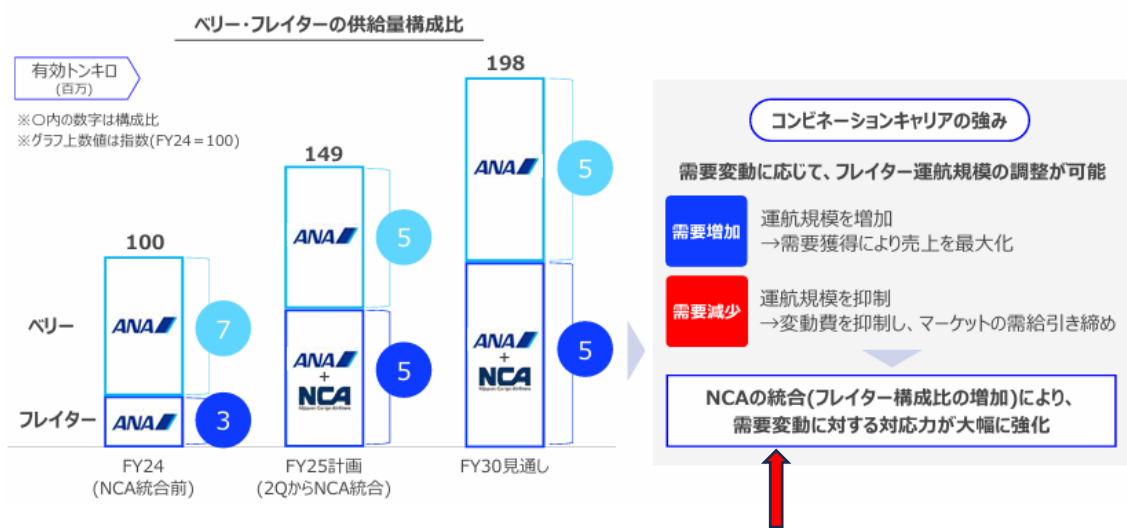 ベリー・フレイターの供給量構成比
有効トンキロ
(百万)
※〇内の数字は構成比
※グラフ上数値は指数(FY24＝100)
100
149
198
ベリー
フレイター
ANA
7
ANA
3
ANA
5
ANA
+
NCA
Nippon Cargo Airlines
5
ANA
5
ANA
+
NCA
Nippon Cargo Airlines
5
FY24
(NCA統合前)
FY25計画
(2QからNCA統合)
FY30見通し
コンビネーションキャリアの強み
需要変動に応じて、フレイター運航規模の調整が可能
需要増加
運航規模を増加
→需要獲得により売上を最大化
需要減少
運航規模を抑制
→変動費を抑制し、マーケットの需給引き締め
NCAの統合(フレイター構成比の増加)により、
需要変動に対する対応力が大幅に強化